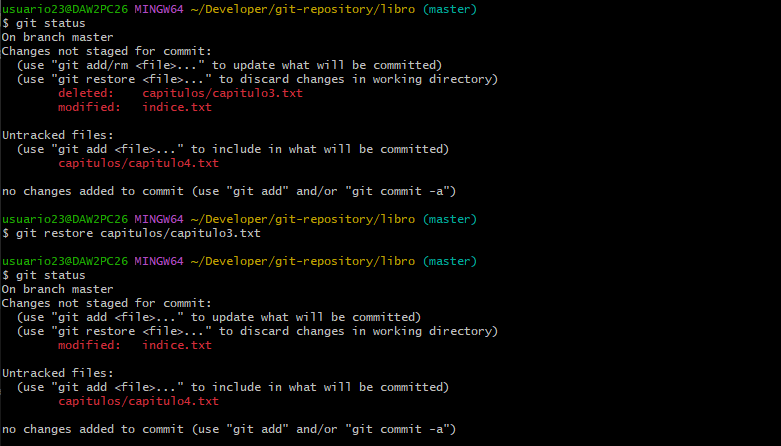 usuario23@DAW2PC26 MINGW64 ~/Developer/git-repository/libro (master)
$ git status
On branch master
Changes not staged for commit:
  (use "git add/rm <file>..." to update what will be committed)
  (use "git restore <file>..." to discard changes in working directory)
        deleted:    capitulos/capitulo3.txt
        modified:   indice.txt

Untracked files:
  (use "git add <file>..." to include in what will be committed)
        capitulos/capitulo4.txt

no changes added to commit (use "git add" and/or "git commit -a")

usuario23@DAW2PC26 MINGW64 ~/Developer/git-repository/libro (master)
$ git restore capitulos/capitulo3.txt

usuario23@DAW2PC26 MINGW64 ~/Developer/git-repository/libro (master)
$ git status
On branch master
Changes not staged for commit:
  (use "git add <file>..." to update what will be committed)
  (use "git restore <file>..." to discard changes in working directory)
        modified:   indice.txt

Untracked files:
  (use "git add <file>..." to include in what will be committed)
        capitulos/capitulo4.txt

no changes added to commit (use "git add" and/or "git commit -a")